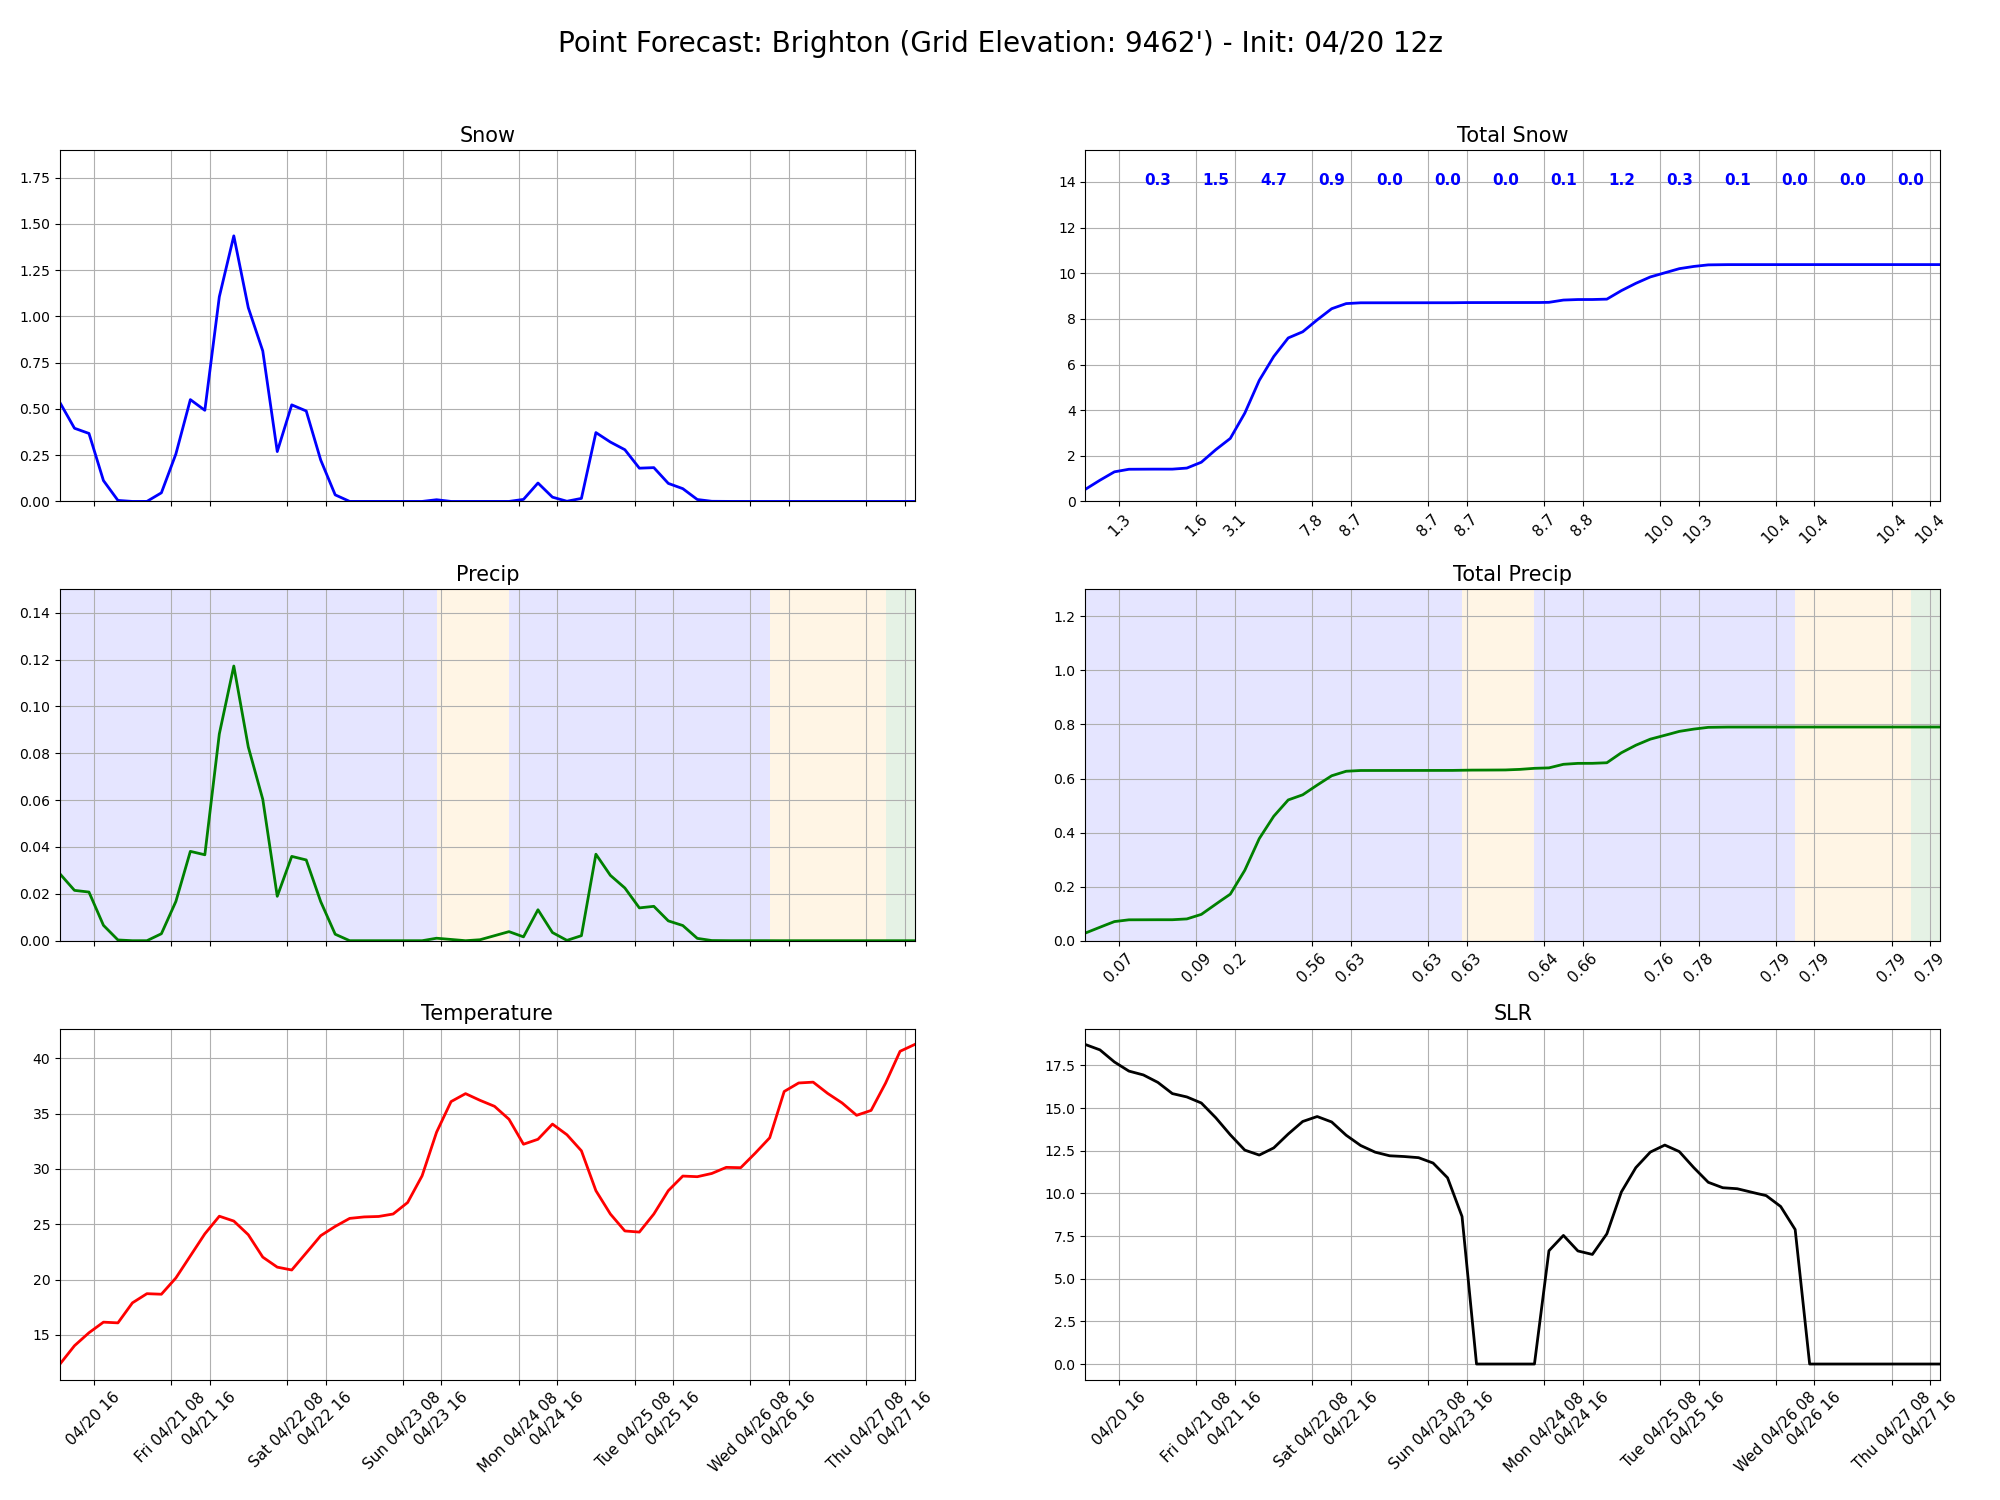 Point Forecast: Brighton (Grid Elevation: 9462') - Init: 04/20 12z
Snow
1.75
1.50
1.25
1.00
0.75
0.50
0.25
0.00
Total Snow
0.3 1.5 4.7 0.9 0.0 0.0 0.0 0.1 1.2 0.3 0.1 0.0 0.0 0.0
14
12
10
8
6
4
2
0
1.3 1.6 3.1 7.8 8.7 8.7 8.7 8.7 8.8 10.0 10.3 10.4 10.4 10.4 10.4
Precip
0.14
0.12
0.10
0.08
0.06
0.04
0.02
0.00
Total Precip
1.2
1.0
0.8
0.6
0.4
0.2
0.0
0.07 0.09 0.2 0.56 0.63 0.63 0.63 0.64 0.66 0.76 0.78 0.79 0.79 0.79 0.79
Temperature
40
35
30
25
20
15
04/20 16
Fri 04/21 08
04/21 16
Sat 04/22 08
04/22 16
Sun 04/23 08
04/23 16
Mon 04/24 08
04/24 16
Tue 04/25 08
04/25 16
Wed 04/26 08
04/26 16
Thu 04/27 08
04/27 16
SLR
17.5
15.0
12.5
10.0
7.5
5.0
2.5
0.0
04/20 16
Fri 04/21 08
04/21 16
Sat 04/22 08
04/22 16
Sun 04/23 08
04/23 16
Mon 04/24 08
04/24 16
Tue 04/25 08
04/25 16
Wed 04/26 08
04/26 16
Thu 04/27 08
04/27 16